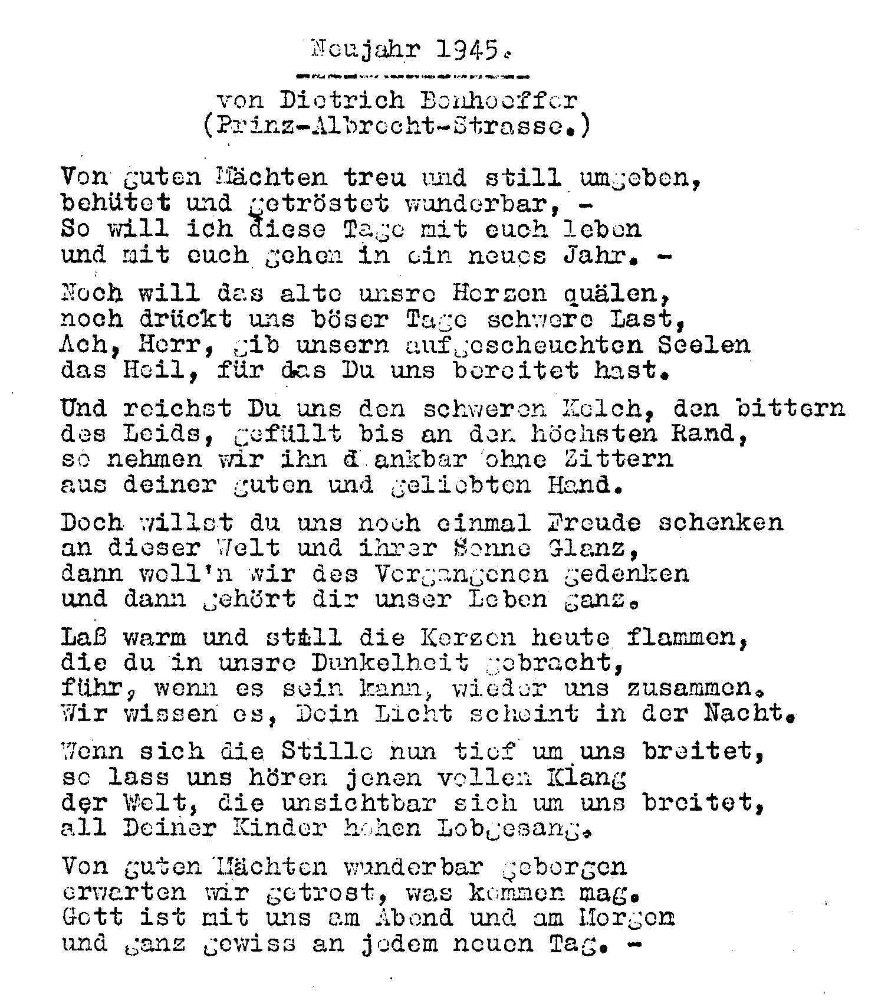 Neujahr 1945.
von Dietrich Bonhoeffer
(Prinz-Albrecht-Strasse.)
Von guten Mächten treu und still umgeben,
behütet und getröstet wunderbar, -
So will ich diese Tage mit euch leben
und mit euch gehen in ein neues Jahr. -
Noch will das alte unsre Herzen quälen,
noch drückt uns böser Tage schwere Last,
Ach, Herr, gib unsern aufgescheuchten Seelen
das Heil, für das Du uns bereitet hast.
Und reichst Du uns den schweren Kelch, den bittern
des Leids, gefüllt bis an den höchsten Rand,
so nehmen wir ihn d ankbar ohne Zittern
aus deiner guten und geliebten Hand.
Doch willst du uns noch einmal Freude schenken
an dieser Welt und ihrer Sonne Glanz,
dann woll'n wir des Vergangenen gedenken
und dann gehört dir unser Leben ganz.
Laß warm und still die Kerzen heute flammen,
die du in unsre Dunkelheit gebracht,
führ, wenn es sein kann, wieder uns zusammen.
Wir wissen es, Dein Licht scheint in der Nacht.
Wenn sich die Stille nun tief um uns breitet,
so lass uns hören jenen vollen Klang
der Welt, die unsichtbar sich um uns breitet,
all Deiner Kinder hohen Lobgesang.
Von guten Mächten wunderbar geborgen
erwarten wir getrost, was kommen mag.
Gott ist mit uns am Abend und am Morgen
und ganz gewiss an jedem neuen Tag. -